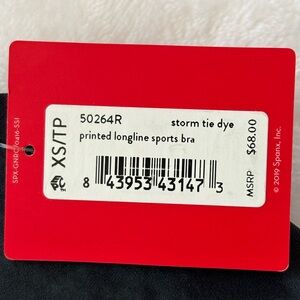 50264R
storm tie dye
printed longline sports bra
XS/TP
8 43953 43147 3
MSRP $68.00
© 2019 Spanx, Inc.